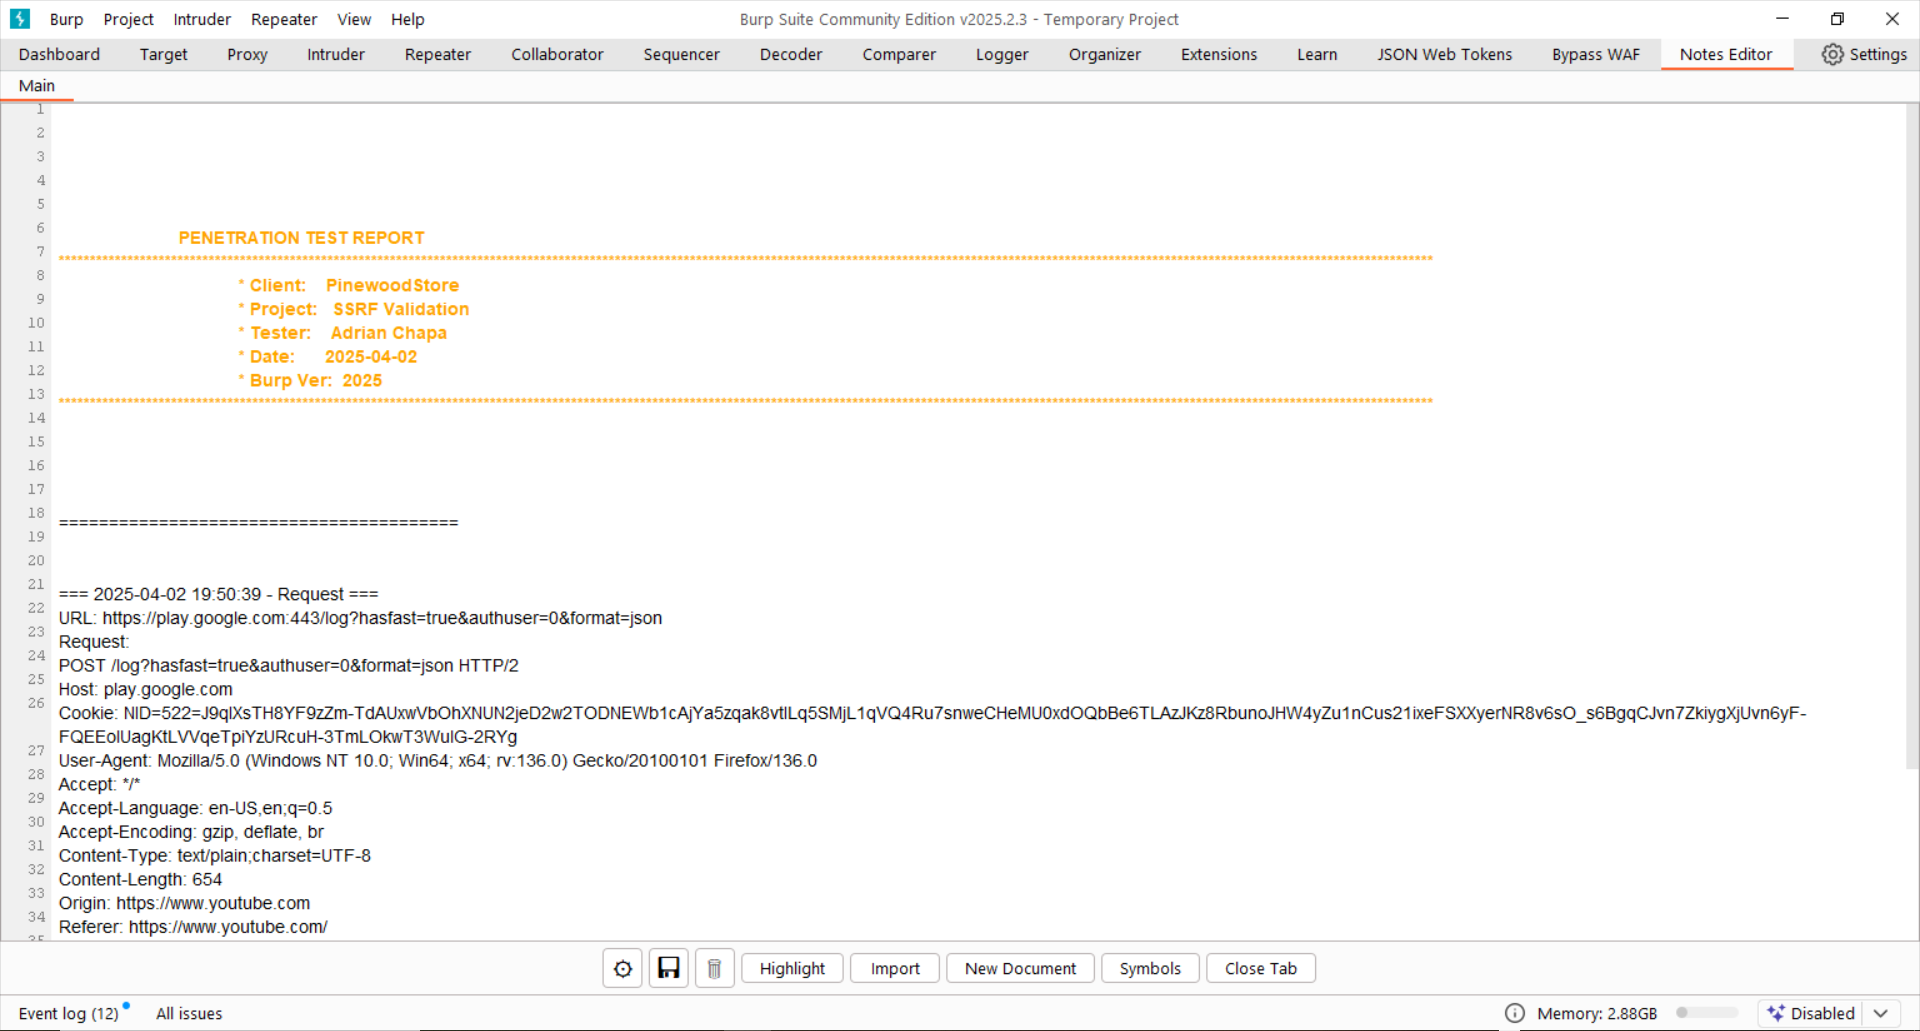 Burp Project Intruder Repeater View Help Burp Suite Community Edition v2025.2.3 - Temporary Project
Dashboard Target Proxy Intruder Repeater Collaborator Sequencer Decoder Comparer Logger Organizer Extensions Learn JSON Web Tokens Bypass WAF Notes Editor Settings
Main
1
2
3
4
5
6 PENETRATION TEST REPORT
7
8 * Client: PinewoodStore
9 * Project: SSRF Validation
10 * Tester: Adrian Chapa
11 * Date: 2025-04-02
12 * Burp Ver: 2025
13
14
15
16
17
18 ========================================
19
20
21 === 2025-04-02 19:50:39 - Request ===
22 URL: https://play.google.com:443/log?hasfast=true&authuser=0&format=json
23 Request:
24 POST /log?hasfast=true&authuser=0&format=json HTTP/2
25 Host: play.google.com
26 Cookie: NID=522=J9qlXsTH8YF9zZm-TdAUxwVbOhXNUN2jeD2w2TODNEWb1cAjYa5zqak8vtlLq5SMjL1qVQ4Ru7snweCHeMU0xdOQbBe6TLAzJKz8RbunoJHW4yZu1nCus21ixeFSXXyerNR8v6sO_s6BgqCJvn7ZkiygXjUvn6yF-
FQEEolUagKtLVVqeTpiYzURcuH-3TmLOkwT3WulG-2RYg
27 User-Agent: Mozilla/5.0 (Windows NT 10.0; Win64; x64; rv:136.0) Gecko/20100101 Firefox/136.0
28 Accept: */*
29 Accept-Language: en-US,en;q=0.5
30 Accept-Encoding: gzip, deflate, br
31 Content-Type: text/plain;charset=UTF-8
32 Content-Length: 654
33 Origin: https://www.youtube.com
34 Referer: https://www.youtube.com/
Highlight Import New Document Symbols Close Tab
Event log (12) All issues Memory: 2.88GB Disabled